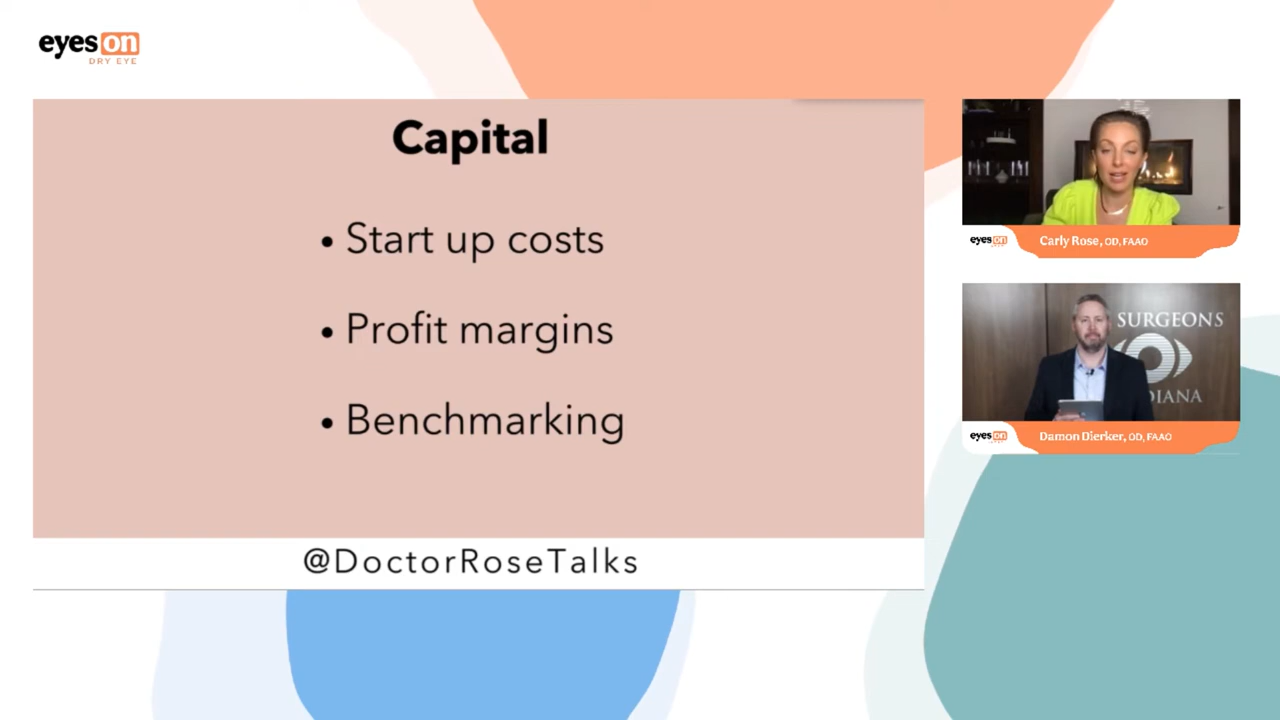 eyes on
DRY EYE
Capital
• Start up costs
• Profit margins
• Benchmarking
@DoctorRoseTalks
eyes on
Carly Rose, OD, FAAO
SURGEONS
DIANA
eyes on
Damon Dierker, OD, FAAO